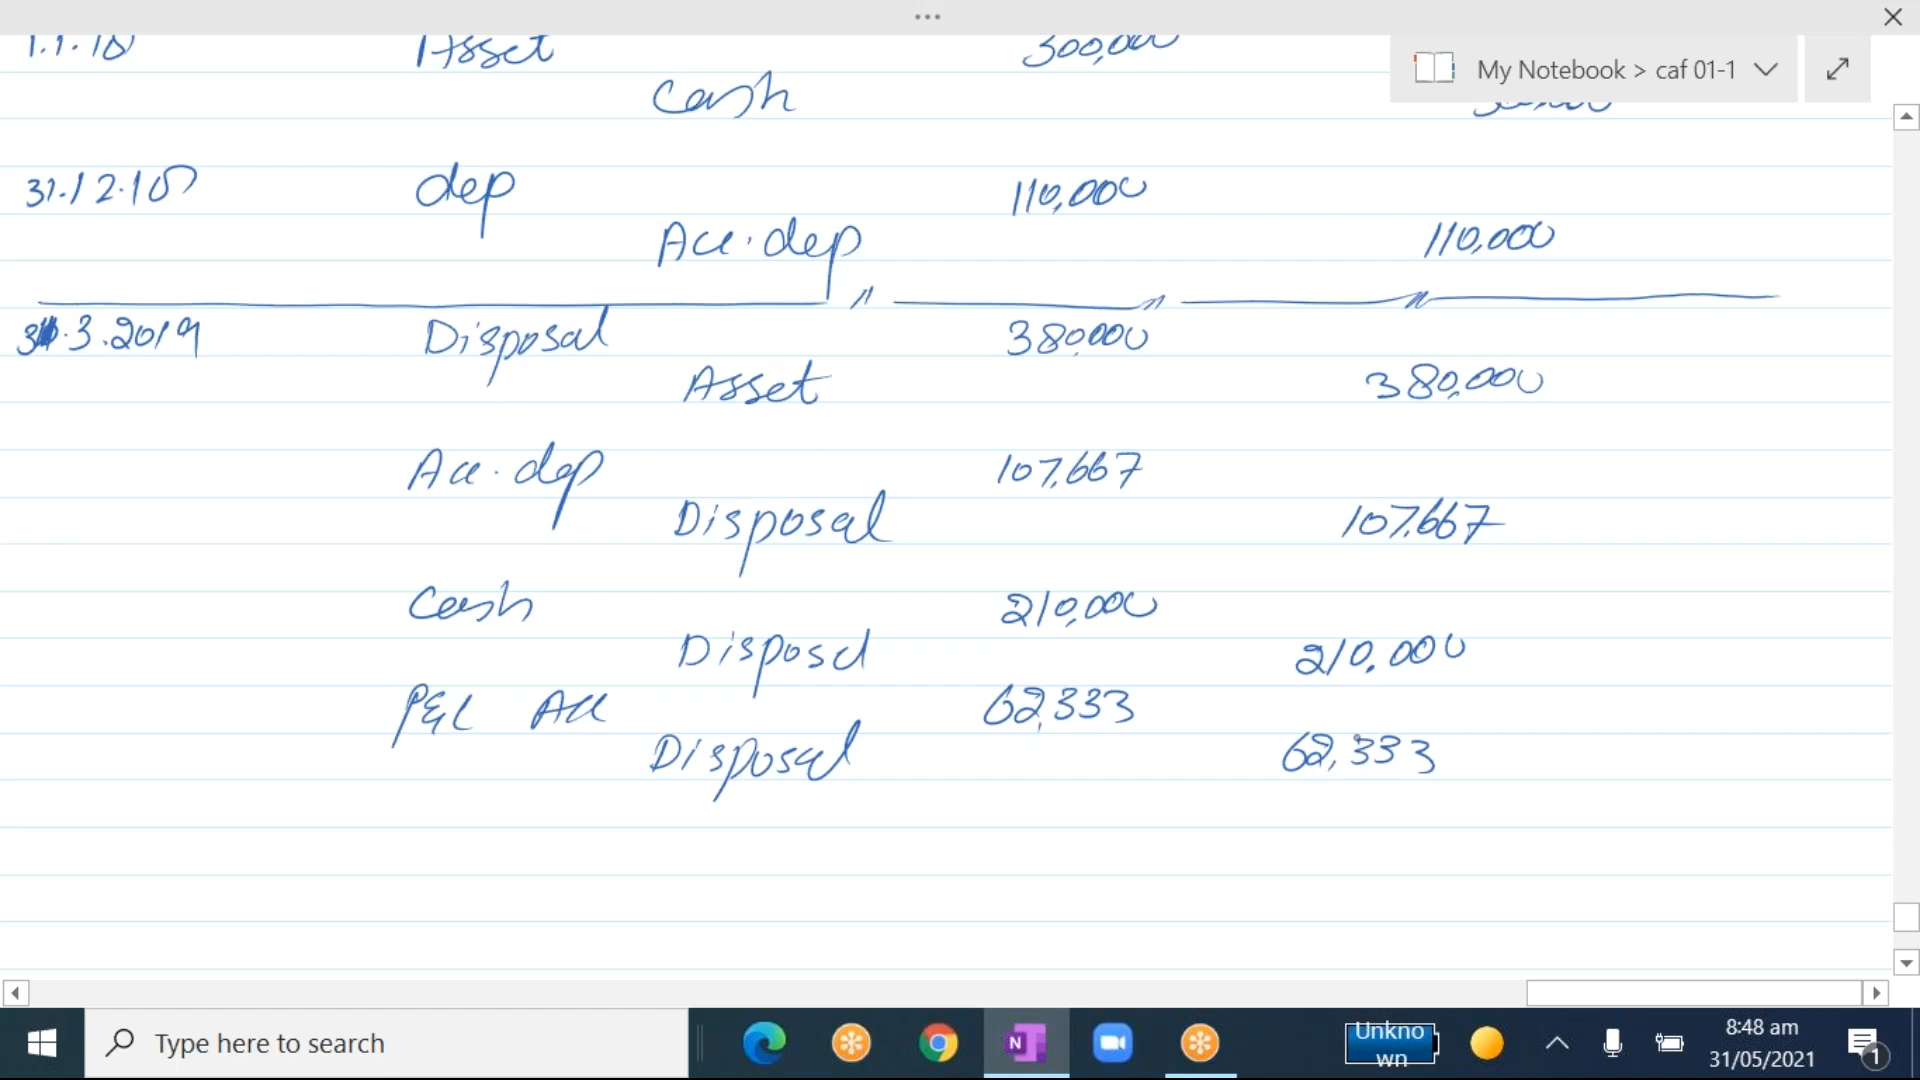 ...
1.1.18 Asset 300,000
My Notebook > caf 01-1
Cash
31.12.18 dep 110,000
Acc. dep 110,000
31.3.2019 Disposal 380,000
Asset 380,000
Acc. dep 107,667
Disposal 107,667
Cash 210,000
Disposal 210,000
P&L Acc 62,333
Disposal 62,333
Type here to search
N
Unkno
wn
8:48 am
31/05/2021
1